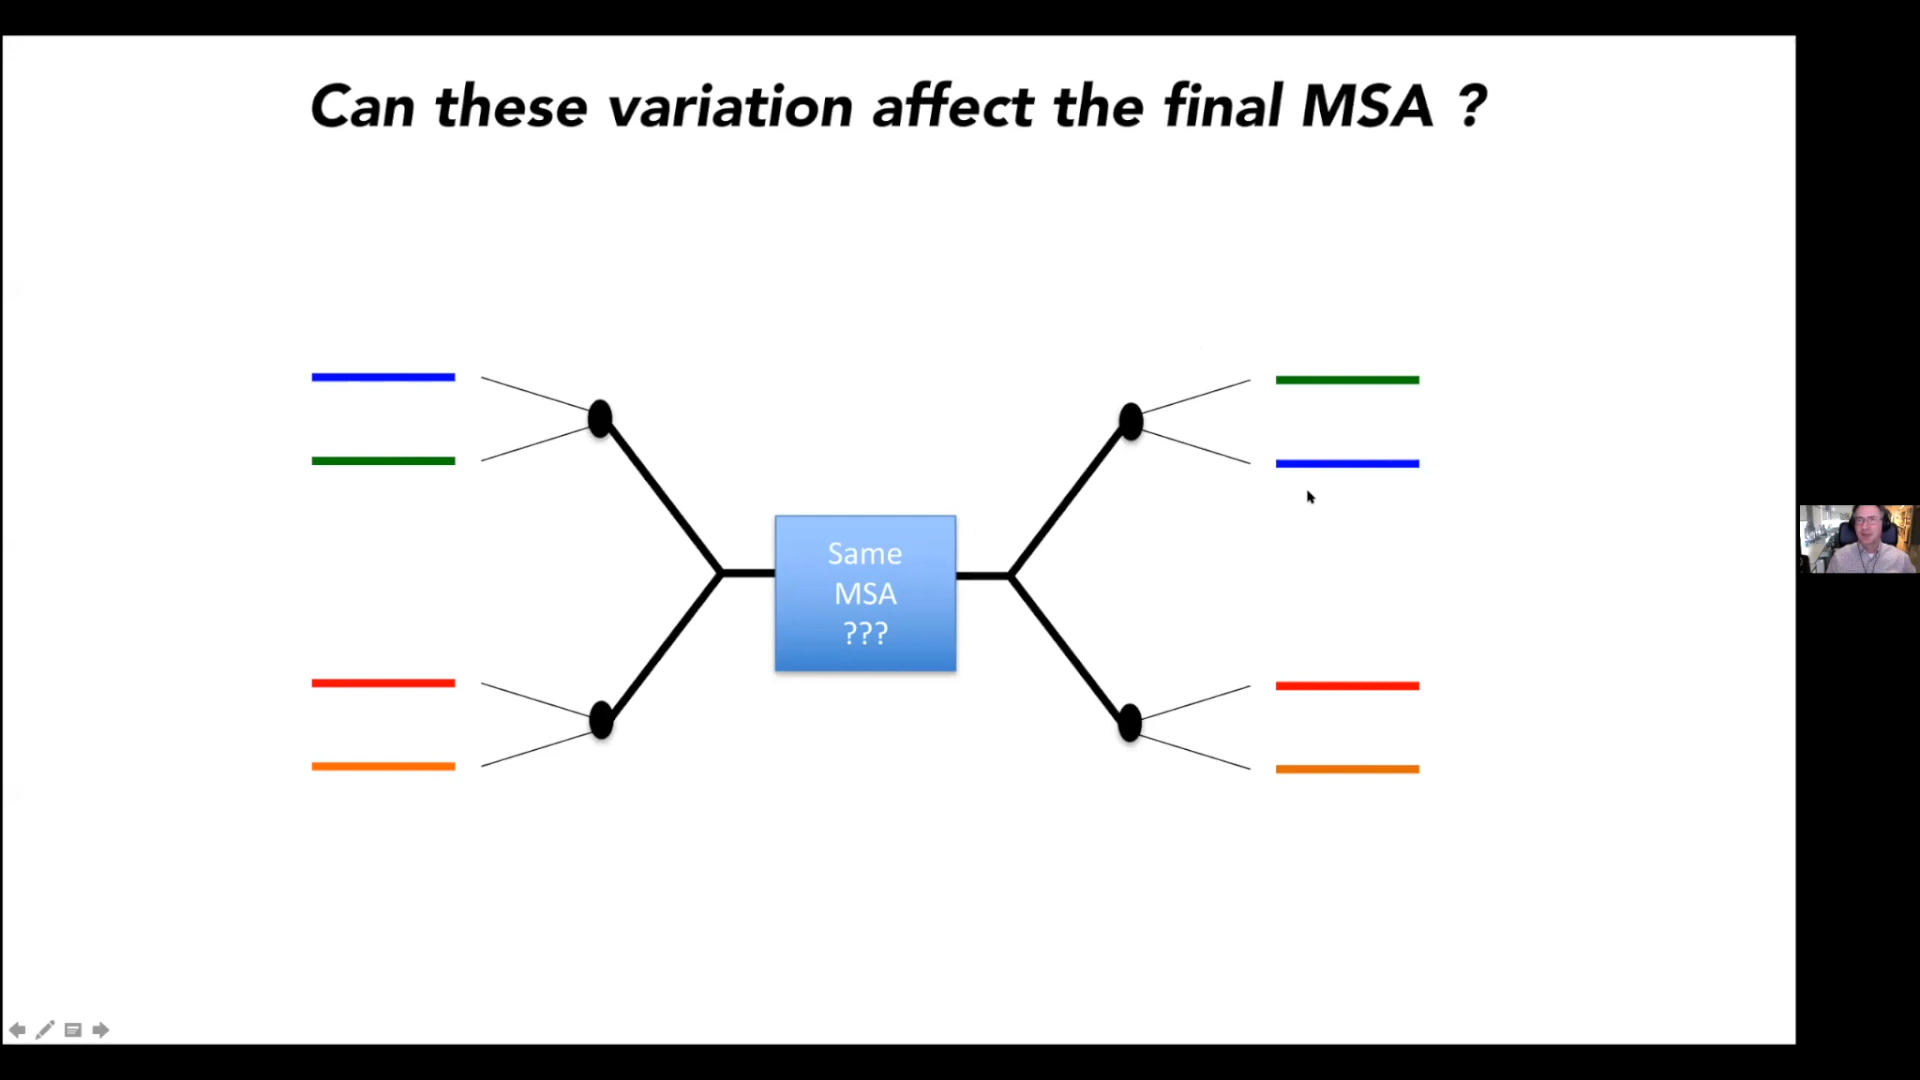 Can these variation affect the final MSA ?
Same
MSA
???